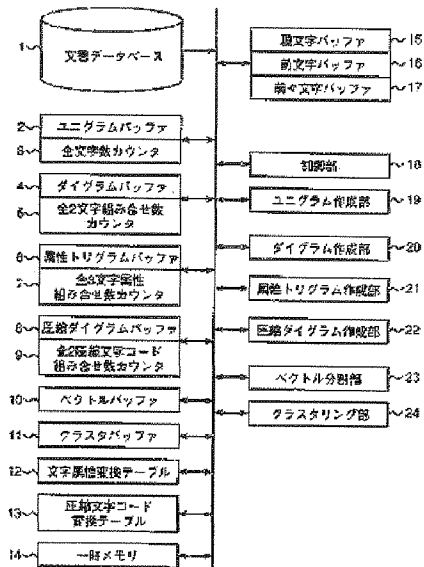 1
文書データベース
2
ユニグラムバッファ
3
全文字数カウンタ
4
ダイグラムバッファ
5
全2文字組み合せ数
カウンタ
6
属性トリグラムバッファ
7
全3文字属性
組み合せ数カウンタ
8
圧縮ダイグラムバッファ
9
全2圧縮文字コード
組み合せ数カウンタ
10
ベクトルバッファ
11
クラスタバッファ
12
文字属性変換テーブル
13
圧縮文字コード
変換テーブル
14
一時メモリ
文字バッファ
15
前文字バッファ
16
前々文字バッファ
17
制御部
18
ユニグラム作成部
19
ダイグラム作成部
20
属性トリグラム作成部
21
圧縮ダイグラム作成部
22
ベクトル分割部
23
クラスタリング部
24